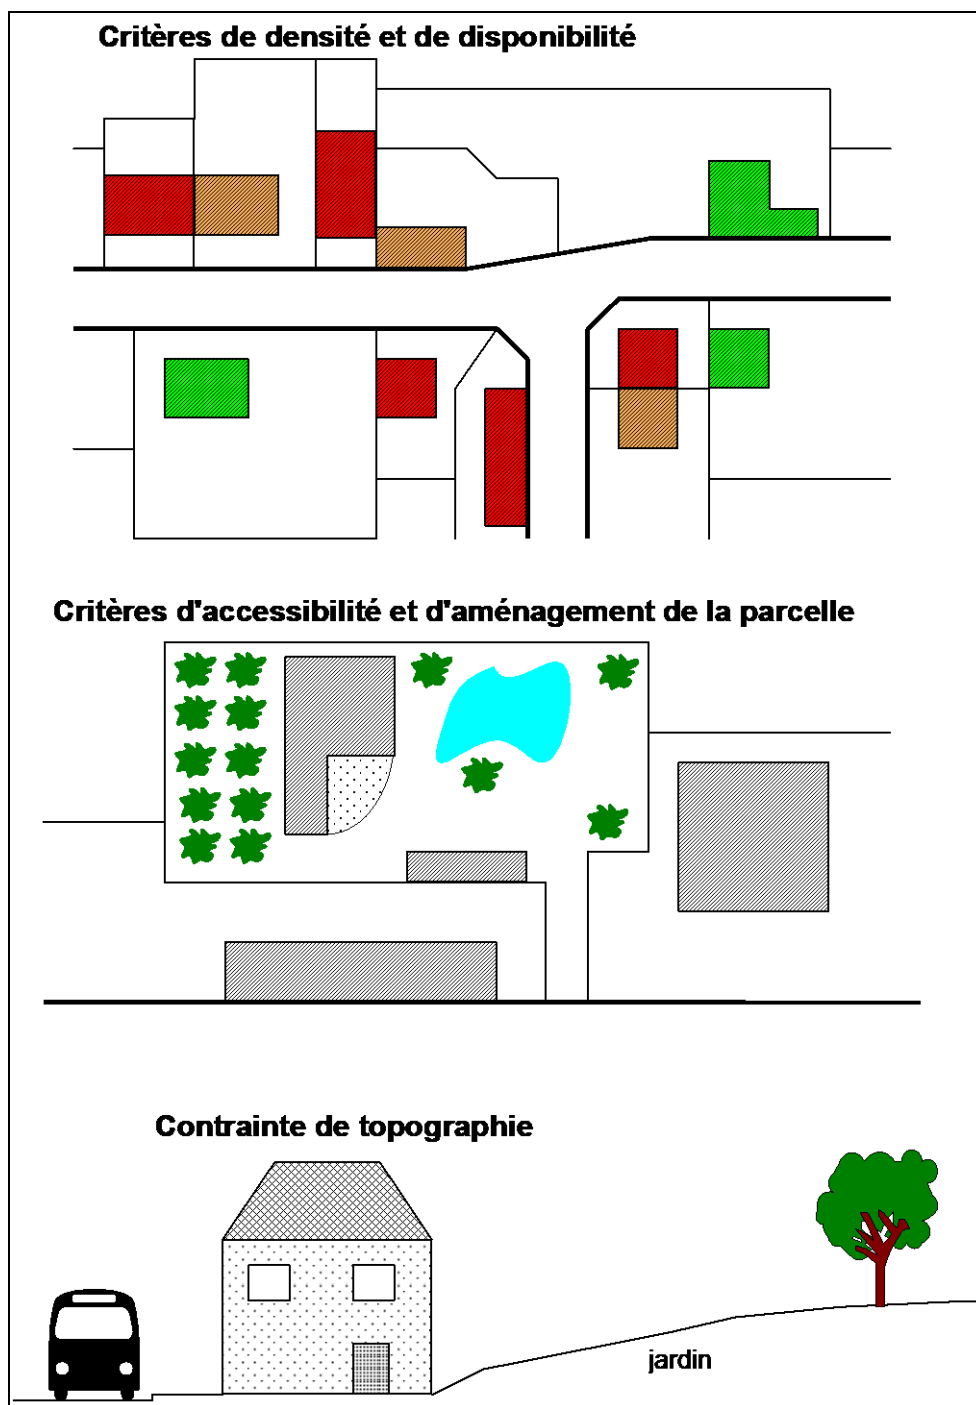 Critères de densité et de disponibilité
Critères d'accessibilité et d'aménagement de la parcelle
Contrainte de topographie
jardin